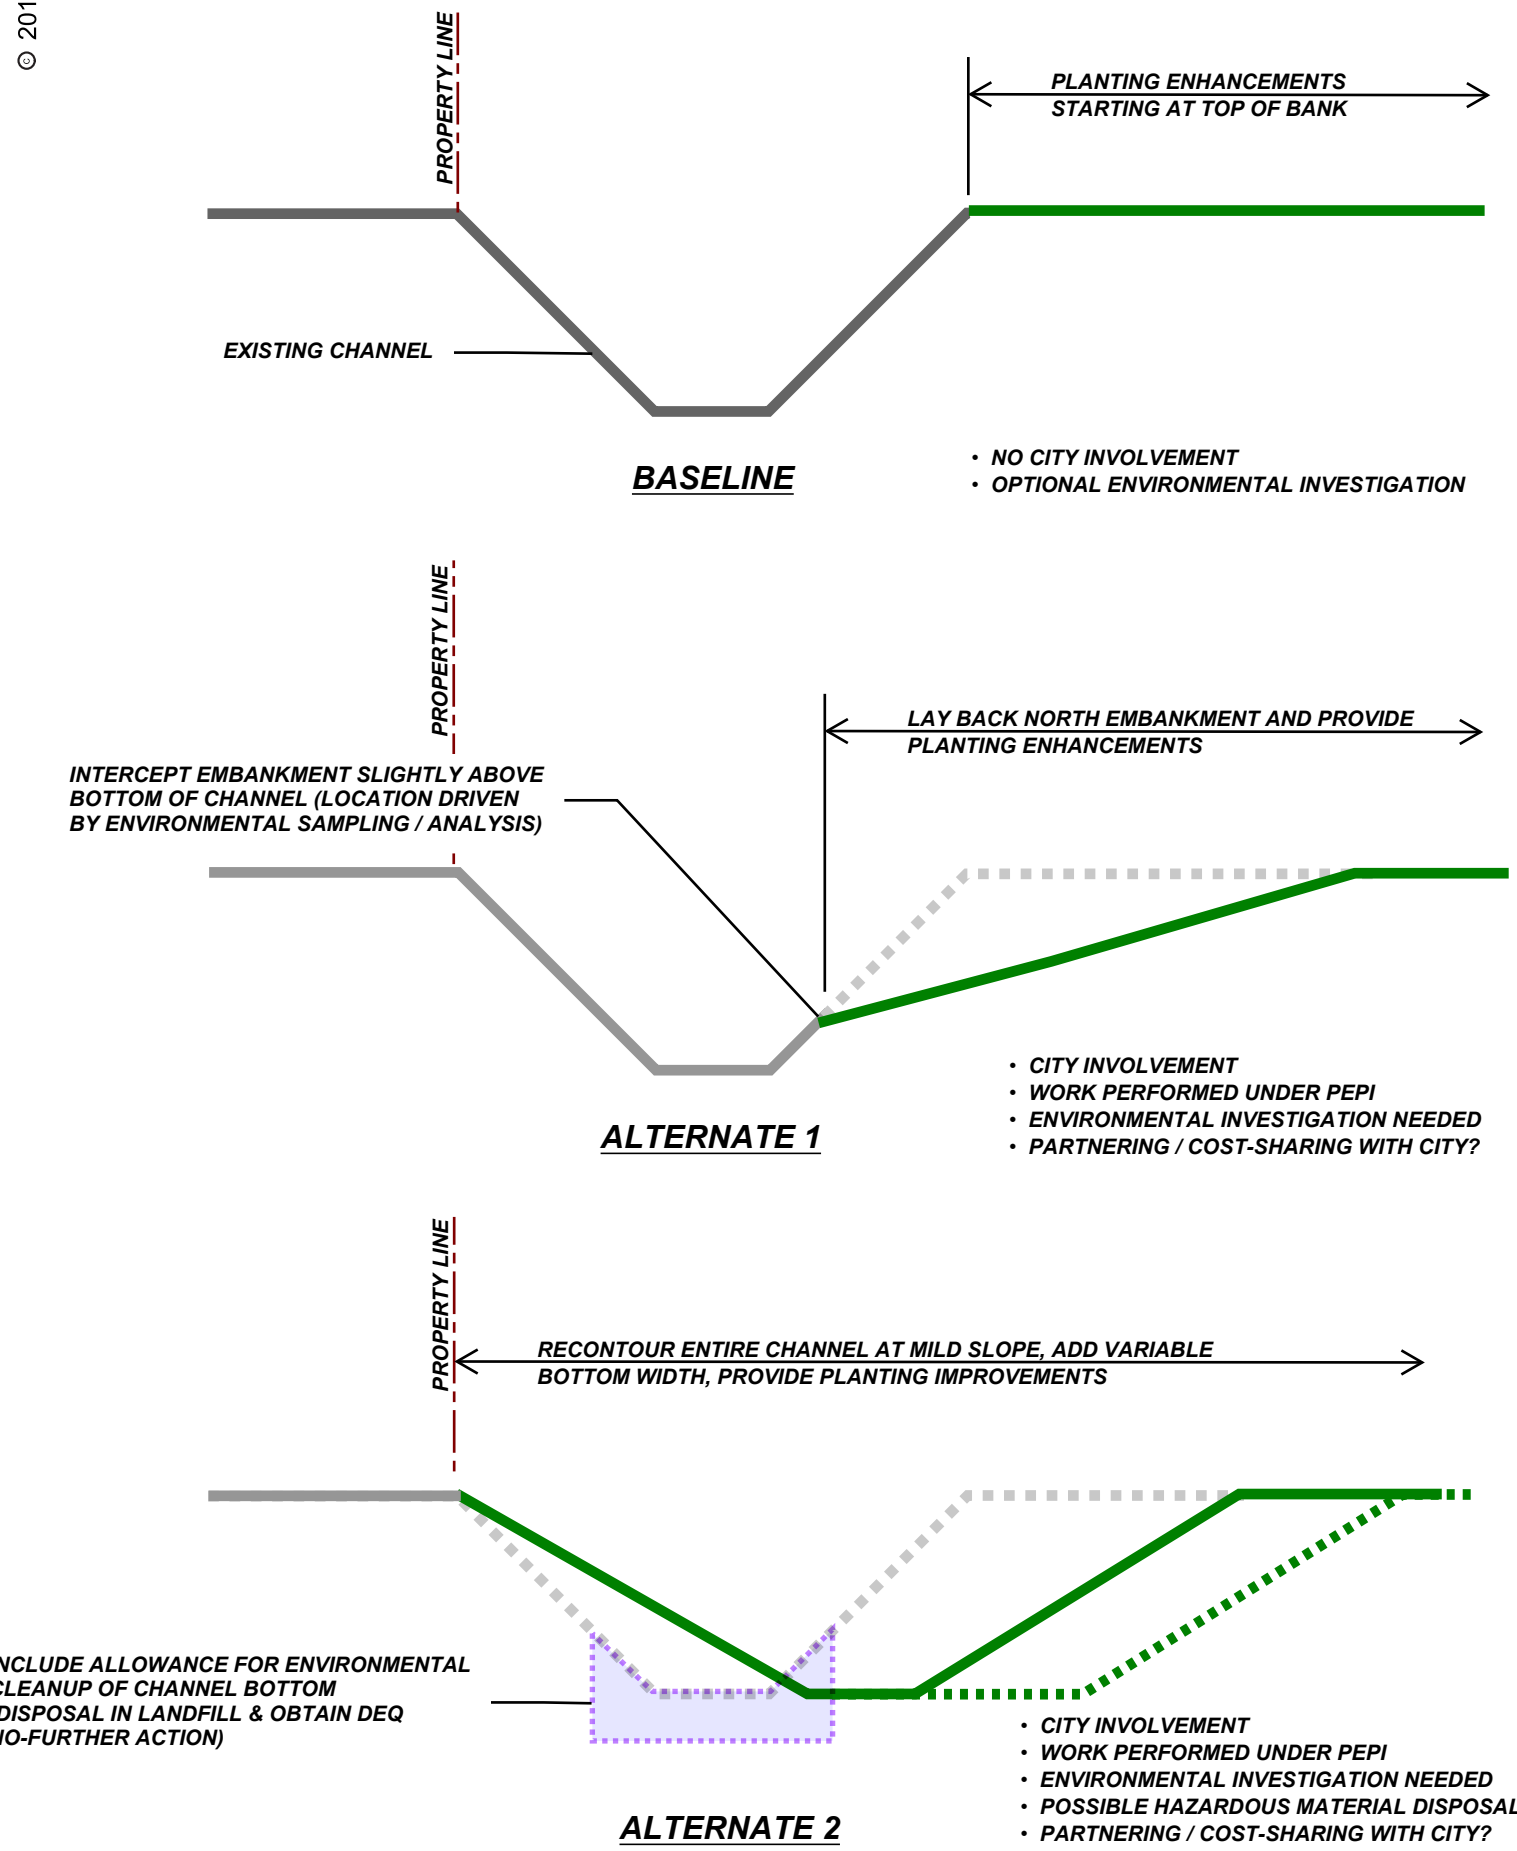 © 201
PROPERTY LINE
PLANTING ENHANCEMENTS
STARTING AT TOP OF BANK
EXISTING CHANNEL
BASELINE
• NO CITY INVOLVEMENT
• OPTIONAL ENVIRONMENTAL INVESTIGATION
PROPERTY LINE
LAY BACK NORTH EMBANKMENT AND PROVIDE
PLANTING ENHANCEMENTS
INTERCEPT EMBANKMENT SLIGHTLY ABOVE
BOTTOM OF CHANNEL (LOCATION DRIVEN
BY ENVIRONMENTAL SAMPLING / ANALYSIS)
• CITY INVOLVEMENT
• WORK PERFORMED UNDER PEPI
• ENVIRONMENTAL INVESTIGATION NEEDED
• PARTNERING / COST-SHARING WITH CITY?
ALTERNATE 1
PROPERTY LINE
RECONTOUR ENTIRE CHANNEL AT MILD SLOPE, ADD VARIABLE
BOTTOM WIDTH, PROVIDE PLANTING IMPROVEMENTS
NCLUDE ALLOWANCE FOR ENVIRONMENTAL
CLEANUP OF CHANNEL BOTTOM
DISPOSAL IN LANDFILL & OBTAIN DEQ
IO-FURTHER ACTION)
• CITY INVOLVEMENT
• WORK PERFORMED UNDER PEPI
• ENVIRONMENTAL INVESTIGATION NEEDED
• POSSIBLE HAZARDOUS MATERIAL DISPOSAL
• PARTNERING / COST-SHARING WITH CITY?
ALTERNATE 2